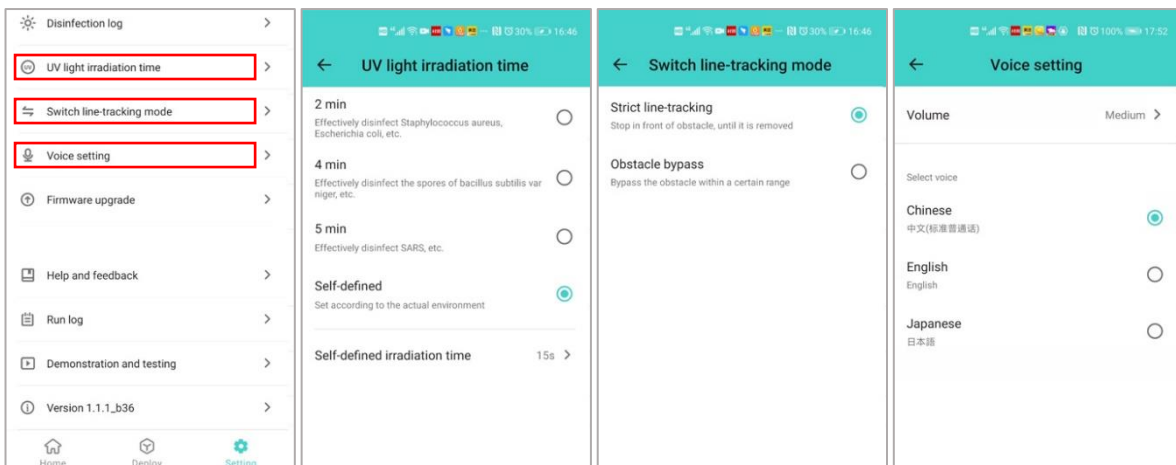 Disinfection log
UV light irradiation time
Switch line-tracking mode
Voice setting
Firmware upgrade
Help and feedback
Run log
Demonstration and testing
Version 1.1.1_b36
Home
Deploy
Setting
30% 16:46
UV light irradiation time
2 min
Effectively disinfect Staphylococcus aureus,
Escherichia coli, etc.
4 min
Effectively disinfect the spores of bacillus subtilis var
niger, etc.
5 min
Effectively disinfect SARS, etc.
Self-defined
Set according to the actual environment
Self-defined irradiation time 15s
30% 16:46
Switch line-tracking mode
Strict line-tracking
Stop in front of obstacle, until it is removed
Obstacle bypass
Bypass the obstacle within a certain range
100% 17:52
Voice setting
Volume Medium
Select voice
Chinese
中文(标准普通话)
English
English
Japanese
日本語